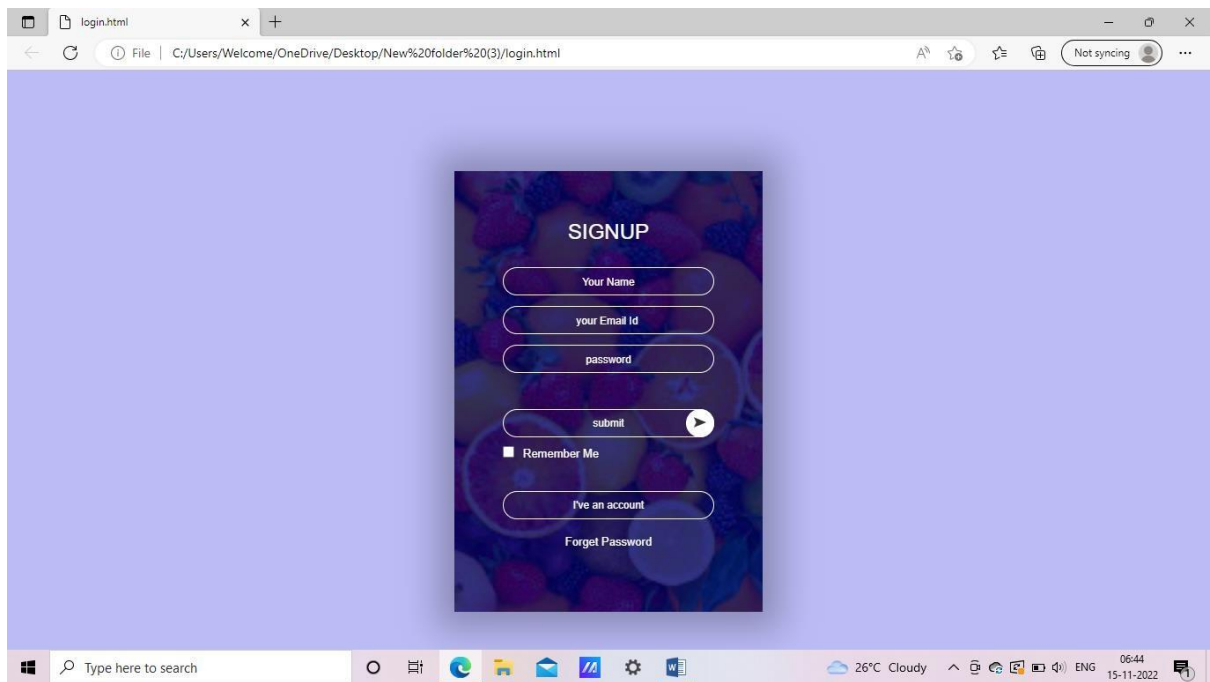 login.html
File | C:/Users/Welcome/OneDrive/Desktop/New%20folder%20(3)/login.html
Not syncing
SIGNUP
Your Name
your Email Id
password
submit
Remember Me
I've an account
Forget Password
Type here to search
26°C Cloudy
ENG
06:44
15-11-2022
1